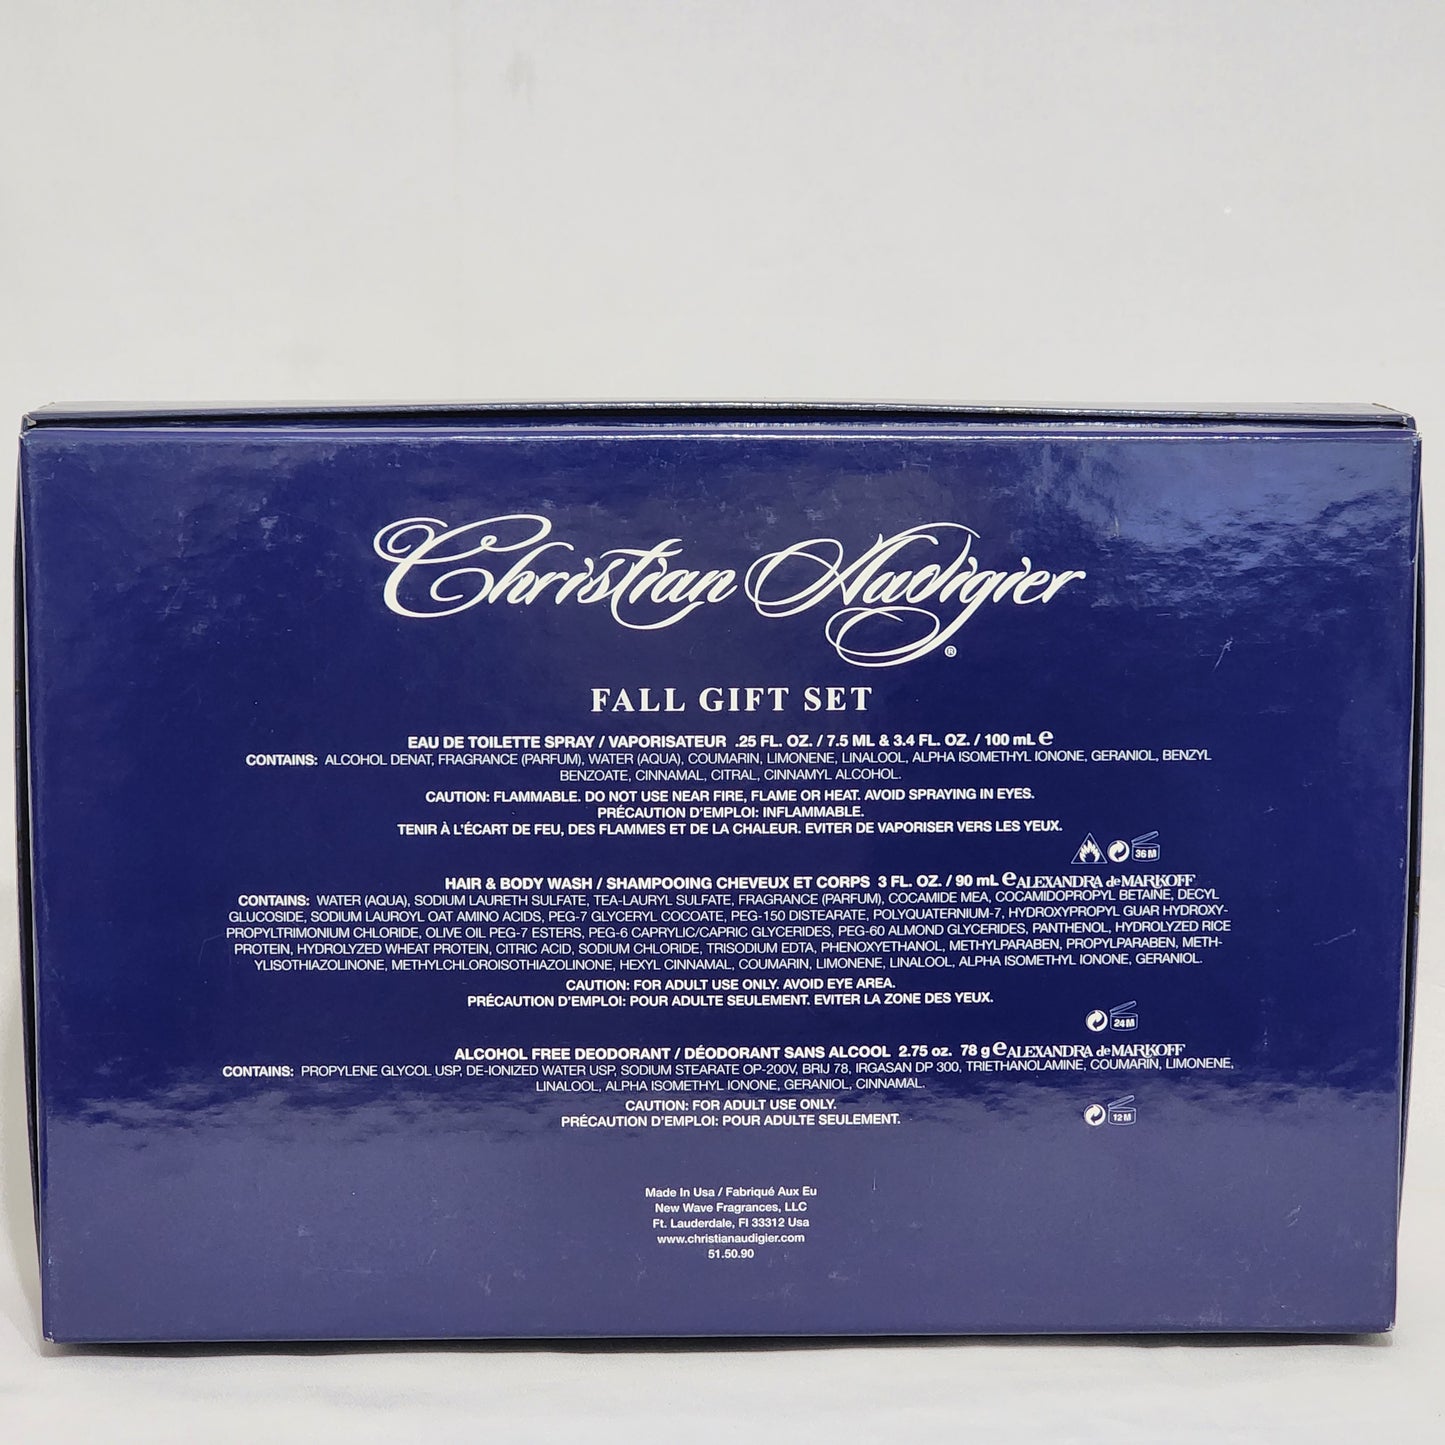 Christian Audigier ®
FALL GIFT SET
EAU DE TOILETTE SPRAY / VAPORISATEUR .25 FL. OZ. / 7.5 ML & 3.4 FL. OZ. / 100 mL e
CONTAINS: ALCOHOL DENAT, FRAGRANCE (PARFUM), WATER (AQUA), COUMARIN, LIMONENE, LINALOOL, ALPHA ISOMETHYL IONONE, GERANIOL, BENZYL
BENZOATE, CINNAMAL, CITRAL, CINNAMYL ALCOHOL.
CAUTION: FLAMMABLE. DO NOT USE NEAR FIRE, FLAME OR HEAT. AVOID SPRAYING IN EYES.
PRÉCAUTION D'EMPLOI: INFLAMMABLE.
TENIR À L'ÉCART DE FEU, DES FLAMMES ET DE LA CHALEUR. EVITER DE VAPORISER VERS LES YEUX.
36 M
HAIR & BODY WASH / SHAMPOOING CHEVEUX ET CORPS 3 FL. OZ. / 90 mL e ALEXANDRA de MARKOFF
CONTAINS: WATER (AQUA), SODIUM LAURETH SULFATE, TEA-LAURYL SULFATE, FRAGRANCE (PARFUM), COCAMIDE MEA, COCAMIDOPROPYL BETAINE, DECYL
GLUCOSIDE, SODIUM LAUROYL OAT AMINO ACIDS, PEG-7 GLYCERYL COCOATE, PEG-150 DISTEARATE, POLYQUATERNIUM-7, HYDROXYPROPYL GUAR HYDROXY-
PROPYLTRIMONIUM CHLORIDE, OLIVE OIL PEG-7 ESTERS, PEG-6 CAPRYLIC/CAPRIC GLYCERIDES, PEG-60 ALMOND GLYCERIDES, PANTHENOL, HYDROLYZED RICE
PROTEIN, HYDROLYZED WHEAT PROTEIN, CITRIC ACID, SODIUM CHLORIDE, TRISODIUM EDTA, PHENOXYETHANOL, METHYLPARABEN, PROPYLPARABEN, METH-
YLISOTHIAZOLINONE, METHYLCHLOROISOTHIAZOLINONE, HEXYL CINNAMAL, COUMARIN, LIMONENE, LINALOOL, ALPHA ISOMETHYL IONONE, GERANIOL.
CAUTION: FOR ADULT USE ONLY. AVOID EYE AREA.
PRÉCAUTION D'EMPLOI: POUR ADULTE SEULEMENT. EVITER LA ZONE DES YEUX.
24 M
ALCOHOL FREE DEODORANT / DÉODORANT SANS ALCOOL 2.75 oz. 78 g e ALEXANDRA de MARKOFF
CONTAINS: PROPYLENE GLYCOL USP, DE-IONIZED WATER USP, SODIUM STEARATE OP-200V, BRIJ 78, IRGASAN DP 300, TRIETHANOLAMINE, COUMARIN, LIMONENE,
LINALOOL, ALPHA ISOMETHYL IONONE, GERANIOL, CINNAMAL.
CAUTION: FOR ADULT USE ONLY.
PRÉCAUTION D'EMPLOI: POUR ADULTE SEULEMENT.
12 M
Made In Usa / Fabriqué Aux Eu
New Wave Fragrances, LLC
Ft. Lauderdale, Fl 33312 Usa
www.christianaudigier.com
51.50.90